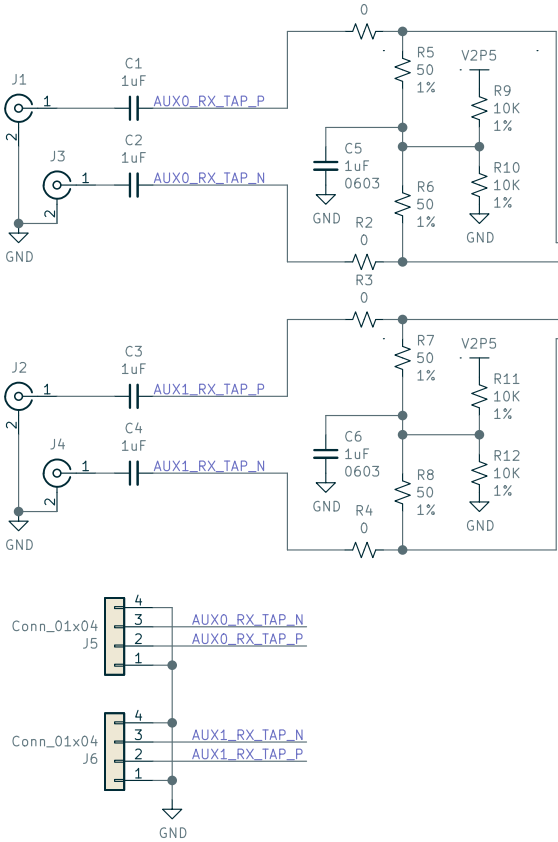 0
R5
50
1%
V2P5
R9
10K
1%
J1
1
2
C1
1uF
AUX0_RX_TAP_P
J3
1
2
C2
1uF
AUX0_RX_TAP_N
C5
1uF
0603
GND
R6
50
1%
R10
10K
1%
GND
GND
R2
0
R3
0
R7
50
1%
V2P5
R11
10K
1%
J2
1
2
C3
1uF
AUX1_RX_TAP_P
J4
1
2
C4
1uF
AUX1_RX_TAP_N
C6
1uF
0603
GND
R8
50
1%
R12
10K
1%
GND
GND
R4
0
Conn_01x04
J5
4
3
2
1
AUX0_RX_TAP_N
AUX0_RX_TAP_P
Conn_01x04
J6
4
3
2
1
AUX1_RX_TAP_N
AUX1_RX_TAP_P
GND